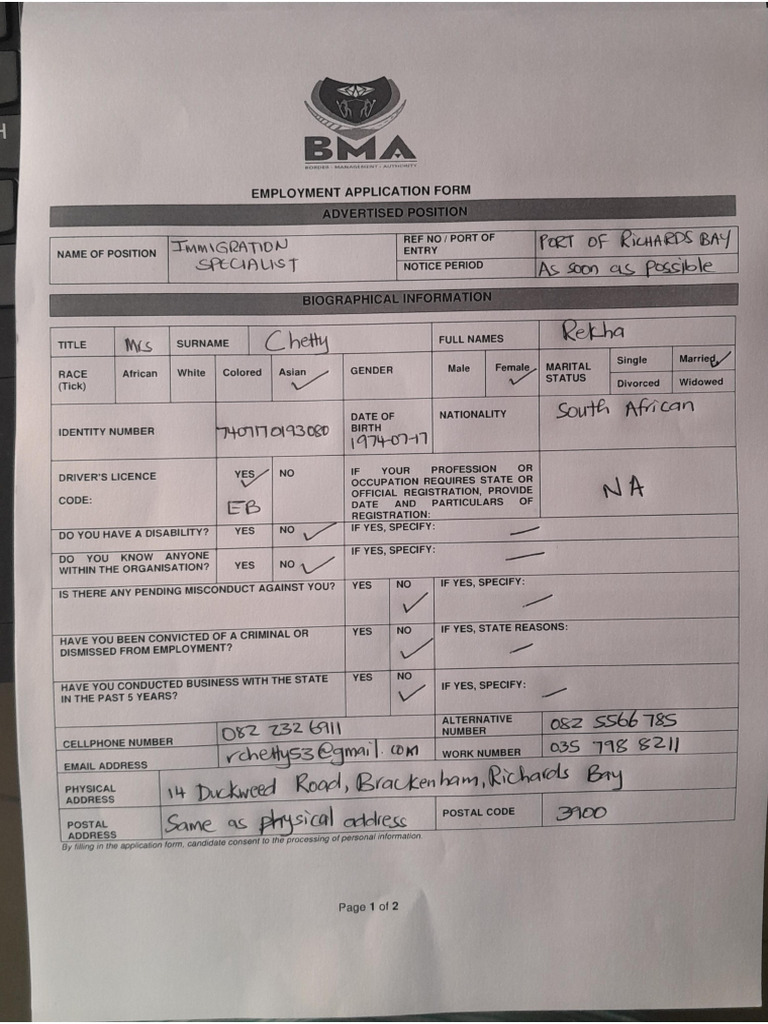 H
BMA
BORDER - MANAGEMENT - AUTHORITY
EMPLOYMENT APPLICATION FORM
ADVERTISED POSITION
NAME OF POSITION IMMIGRATION SPECIALIST REF NO / PORT OF ENTRY PORT OF RICHARDS BAY
NOTICE PERIOD As soon as possible
BIOGRAPHICAL INFORMATION
TITLE Mrs SURNAME Chetty FULL NAMES Rekha
RACE (Tick) African White Colored Asian ✓ GENDER Male Female ✓ MARITAL STATUS Single Married ✓
Divorced Widowed
IDENTITY NUMBER 7407170193080 DATE OF BIRTH 1974-07-17 NATIONALITY South African
DRIVER'S LICENCE YES ✓ NO IF YOUR PROFESSION OR OCCUPATION REQUIRES STATE OR OFFICIAL REGISTRATION, PROVIDE DATE AND PARTICULARS OF REGISTRATION: NA
CODE: EB
DO YOU HAVE A DISABILITY? YES NO ✓ IF YES, SPECIFY: —
DO YOU KNOW ANYONE WITHIN THE ORGANISATION? YES NO ✓ IF YES, SPECIFY: —
IS THERE ANY PENDING MISCONDUCT AGAINST YOU? YES NO ✓ IF YES, SPECIFY: —
HAVE YOU BEEN CONVICTED OF A CRIMINAL OR DISMISSED FROM EMPLOYMENT? YES NO ✓ IF YES, STATE REASONS: —
HAVE YOU CONDUCTED BUSINESS WITH THE STATE IN THE PAST 5 YEARS? YES NO ✓ IF YES, SPECIFY: —
CELLPHONE NUMBER 082 232 6911 ALTERNATIVE NUMBER 082 5566 785
EMAIL ADDRESS rchetty53@gmail.com WORK NUMBER 035 798 8211
PHYSICAL ADDRESS 14 Duckweed Road, Brackenham, Richards Bay
POSTAL ADDRESS Same as physical address POSTAL CODE 3900
By filling in the application form, candidate consent to the processing of personal information.
Page 1 of 2